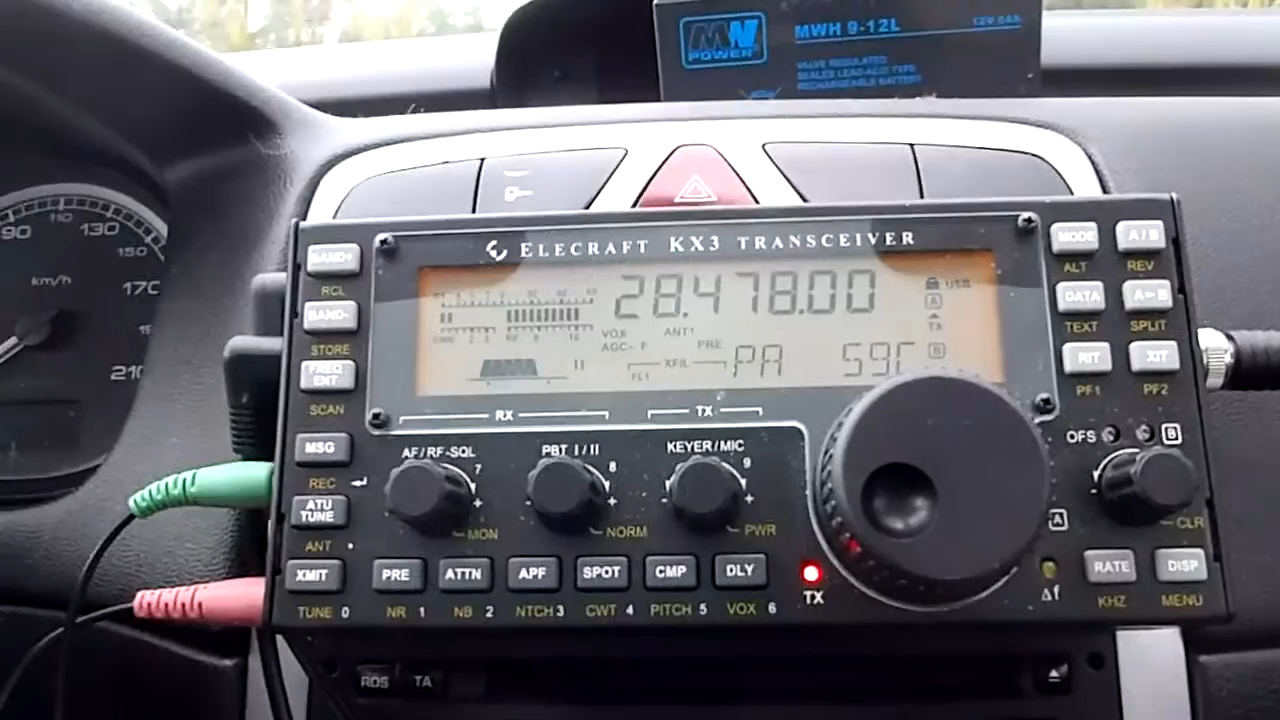 MW
POWER
MWH 9-12L
VALVE REGULATED
SEALED LEAD-ACID TYPE
RECHARGEABLE BATTERY
90 110 130 150 170 210
km/h
ELECRAFT KX3 TRANSCEIVER
28.478.00
USB
A
TX
B
VOX
AGC- F
ANT1
PRE
XFIL
FL1
PA 59C
BAND+
RCL
BAND-
STORE
FREQ
ENT
SCAN
MSG
REC
ATU
TUNE
ANT
XMIT
TUNE 0
MODE A/B
ALT REV
DATA A►B
TEXT SPLIT
RIT XIT
PF1 PF2
OFS B
RX TX
AF/RF-SQL PBT I/II KEYER/MIC
7 8 9
- + - + - +
MON NORM PWR
A
- CLR
PRE ATTN APF SPOT CMP DLY
NR 1 NB 2 NTCH 3 CWT 4 PITCH 5 VOX 6
TX
Δf
RATE DISP
KHZ MENU
RDS TA